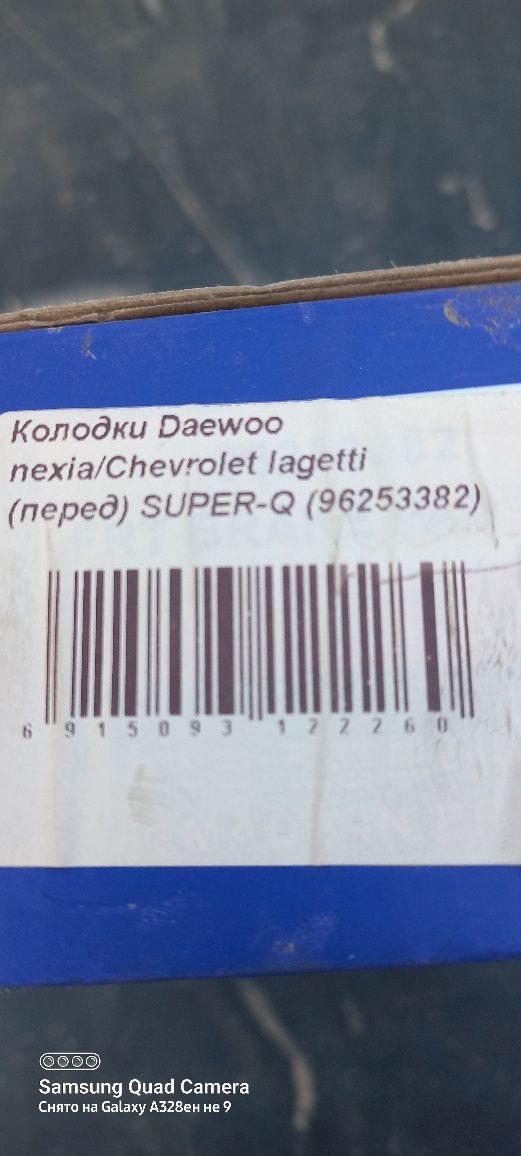 Колодки Daewoo
nexia/Chevrolet lagetti
(перед) SUPER-Q (96253382)
6 915093 122260
Samsung Quad Camera
Снято на Galaxy A328ен не 9